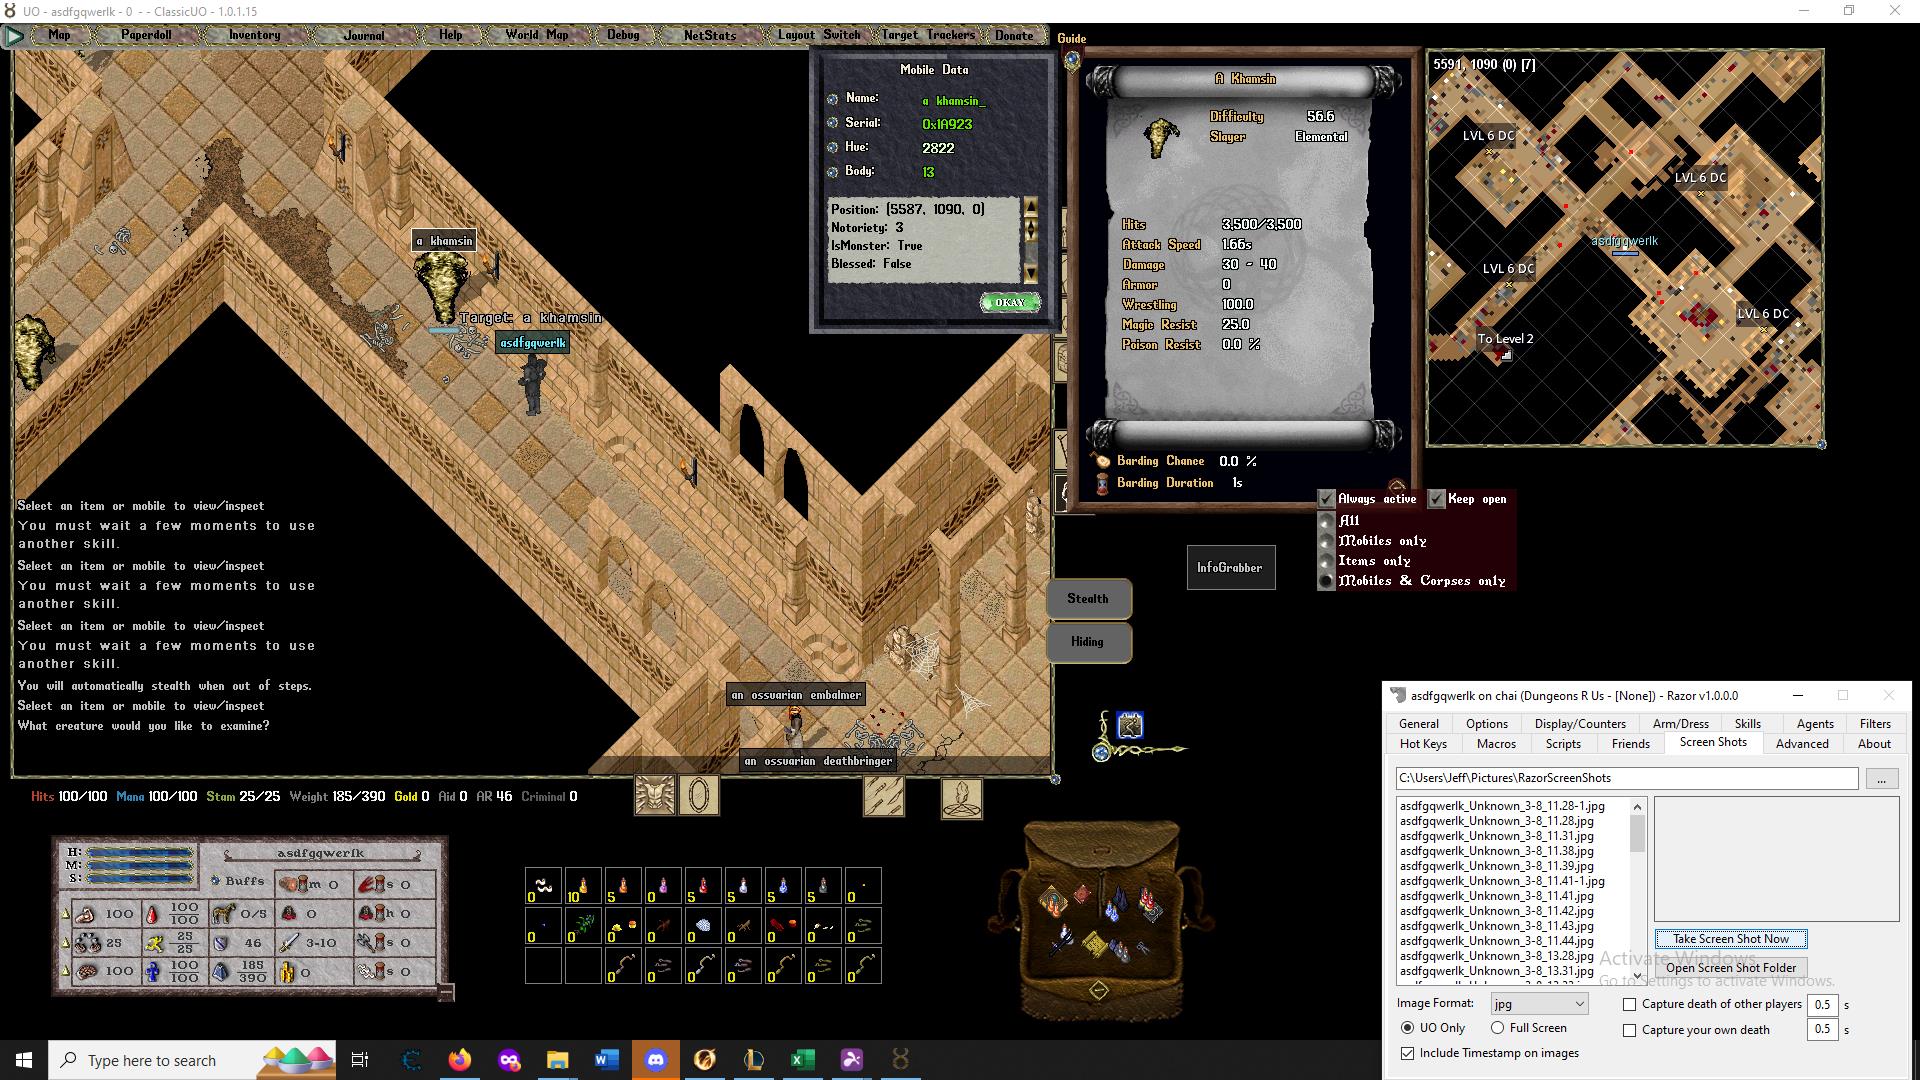 UO - asdfgqwerlk - 0 - - ClassicUO - 1.0.1.15
Map Paperdoll Inventory Journal Help World Map Debug NetStats Layout Switch Target Trackers Donate
Guide
Mobile Data
Name: a khamsin_
Serial: 0x1A923
Hue: 2822
Body: 13
Position: (5587, 1090, 0)
Notoriety: 3
IsMonster: True
Blessed: False
OKAY
A Khamsin
Difficulty 56.6
Slayer Elemental
Hits 3,500/3,500
Attack Speed 1.66s
Damage 30 - 40
Armor 0
Wrestling 100.0
Magic Resist 25.0
Poison Resist 0.0 %
Barding Chance 0.0 %
Barding Duration 1s
5591, 1090 (0) [7]
LVL 6 DC
LVL 6 DC
asdfgqwerlk
LVL 6 DC
LVL 6 DC
To Level 2
a khamsin
Target: a khamsin
asdfgqwerlk
Always active Keep open
All
Mobiles only
Items only
Mobiles & Corpses only
InfoGrabber
Stealth
Hiding
Select an item or mobile to view/inspect
You must wait a few moments to use
another skill.
Select an item or mobile to view/inspect
You must wait a few moments to use
another skill.
Select an item or mobile to view/inspect
You must wait a few moments to use
another skill.
You will automatically stealth when out of steps.
Select an item or mobile to view/inspect
What creature would you like to examine?
an ossuarian embalmer
an ossuarian deathbringer
Hits 100/100 Mana 100/100 Stam 25/25 Weight 185/390 Gold 0 Aid 0 AR 46 Criminal 0
H:
M:
S:
asdfgqwerlk
Buffs m 0 s 0
100 100/100 0/5 0 h 0
25 25/25 46 3-10 s 0
100 100/100 185/390 0 s 0
0 10 5 0 5 5 5 5 0
0 0 0 0 0 0 0 0 0
0 0 0 0 0 0 0
asdfgqwerlk on chai (Dungeons R Us - [None]) - Razor v1.0.0.0
General Options Display/Counters Arm/Dress Skills Agents Filters
Hot Keys Macros Scripts Friends Screen Shots Advanced About
C:\Users\Jeff\Pictures\RazorScreenShots ...
asdfgqwerlk_Unknown_3-8_11.28-1.jpg
asdfgqwerlk_Unknown_3-8_11.28.jpg
asdfgqwerlk_Unknown_3-8_11.31.jpg
asdfgqwerlk_Unknown_3-8_11.38.jpg
asdfgqwerlk_Unknown_3-8_11.39.jpg
asdfgqwerlk_Unknown_3-8_11.41-1.jpg
asdfgqwerlk_Unknown_3-8_11.41.jpg
asdfgqwerlk_Unknown_3-8_11.42.jpg
asdfgqwerlk_Unknown_3-8_11.43.jpg
asdfgqwerlk_Unknown_3-8_11.44.jpg
asdfgqwerlk_Unknown_3-8_13.28.jpg
asdfgqwerlk_Unknown_3-8_13.31.jpg
Take Screen Shot Now
Activate Windows
Open Screen Shot Folder
Go to Settings to activate Windows.
Image Format: jpg
Capture death of other players 0.5 s
UO Only Full Screen
Capture your own death 0.5 s
Include Timestamp on images
Type here to search